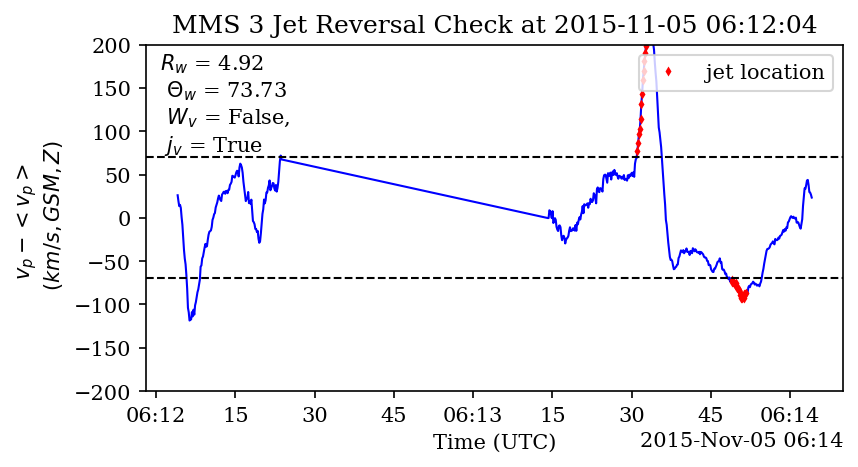 MMS 3 Jet Reversal Check at 2015-11-05 06:12:04
R_w = 4.92
Θ_w = 73.73
W_v = False,
j_v = True
jet location
v_p − <v_p>
(km/s, GSM, Z)
200
150
100
50
0
−50
−100
−150
−200
06:12 15 30 45 06:13 15 30 45 06:14
Time (UTC)
2015-Nov-05 06:14